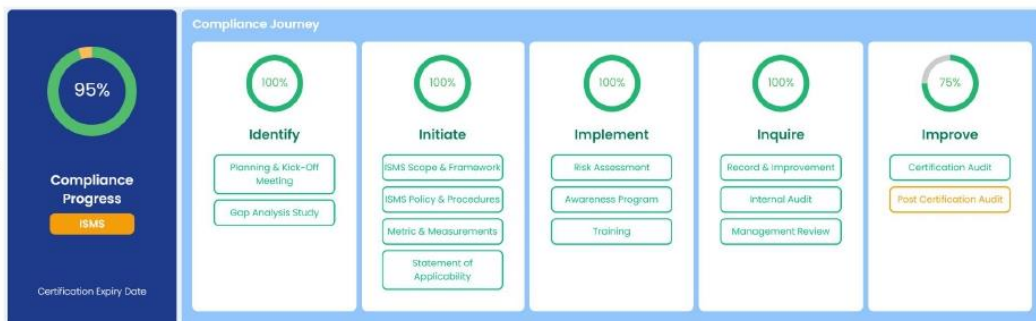 95%
Compliance
Progress
ISMS
Certification Expiry Date
Compliance Journey
100%
Identify
Planning & Kick-Off
Meeting
Gap Analysis Study
100%
Initiate
ISMS Scope & Framework
ISMS Policy & Procedures
Metric & Measurements
Statement of
Applicability
100%
Implement
Risk Assessment
Awareness Program
Training
100%
Inquire
Record & Improvement
Internal Audit
Management Review
75%
Improve
Certification Audit
Post Certification Audit